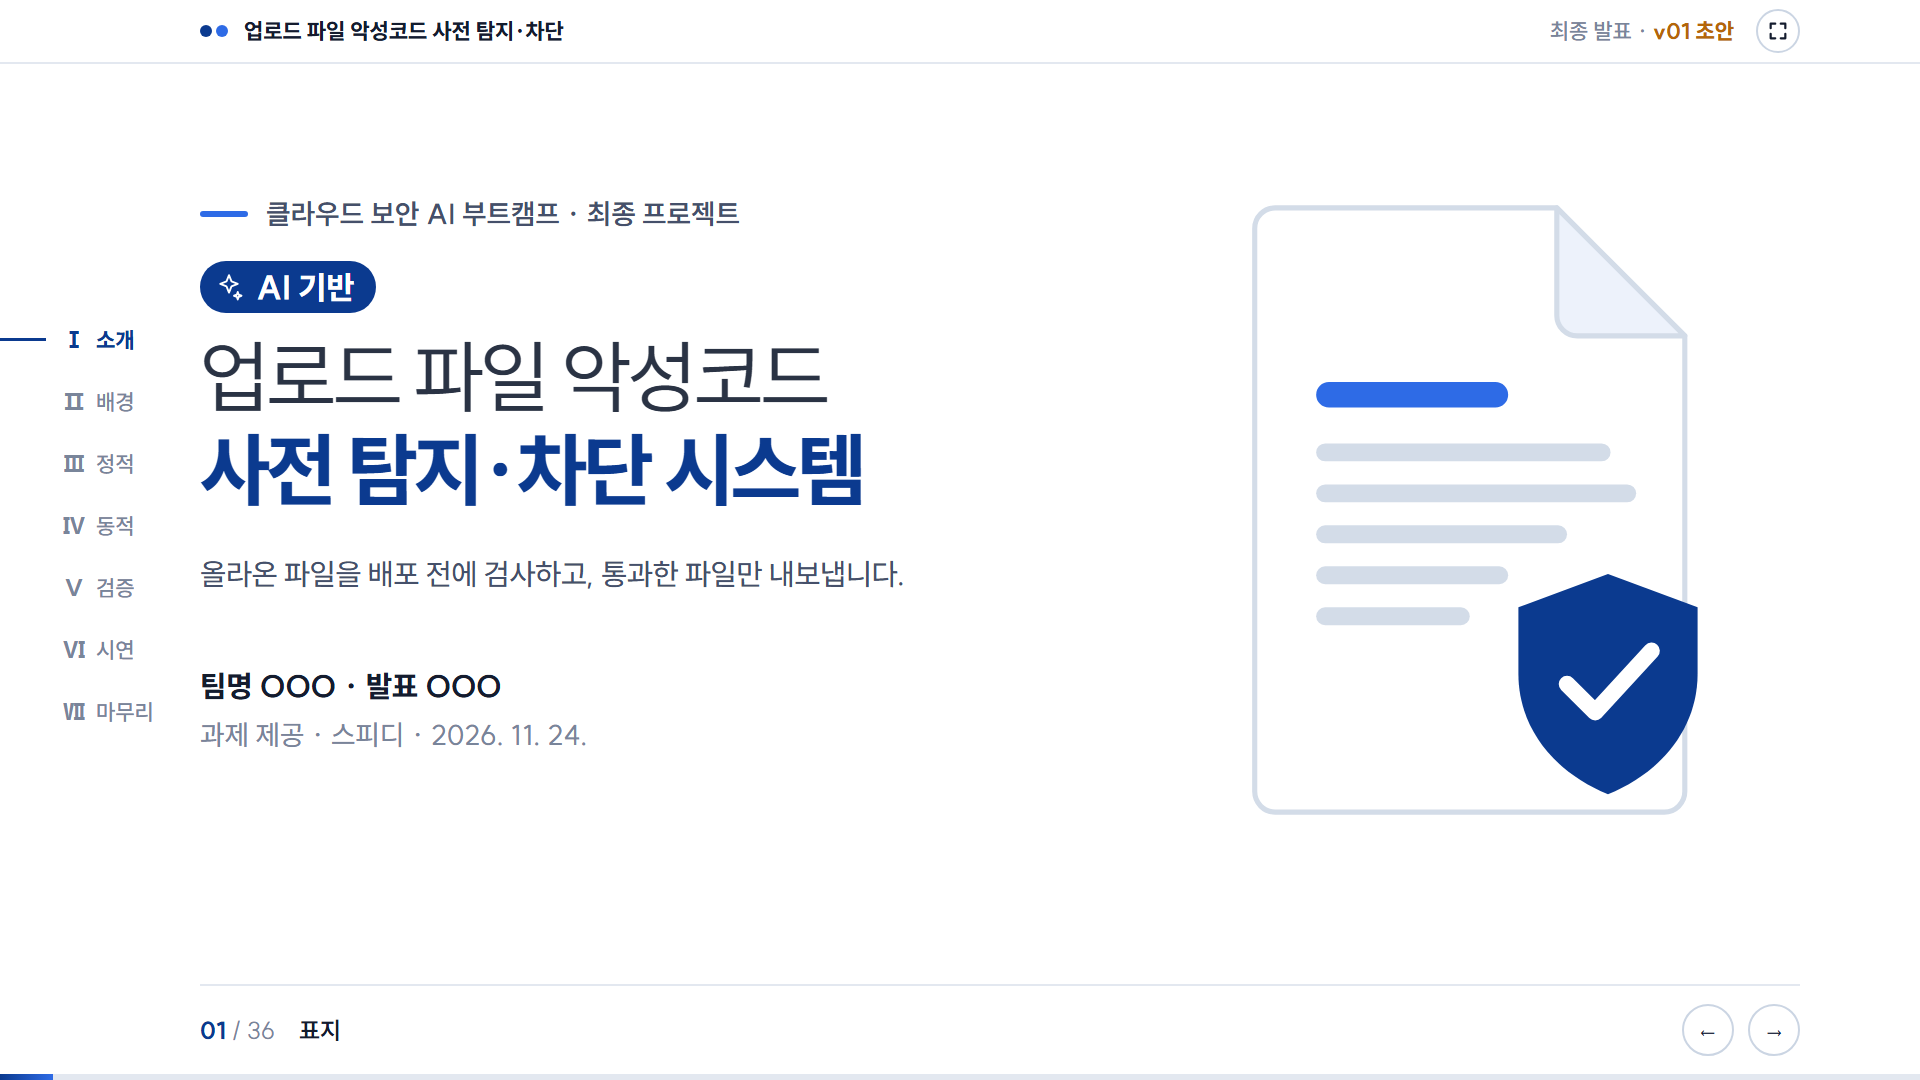 업로드 파일 악성코드 사전 탐지·차단
최종 발표 · v01 초안
클라우드 보안 AI 부트캠프 · 최종 프로젝트
AI 기반
업로드 파일 악성코드
사전 탐지·차단 시스템
올라온 파일을 배포 전에 검사하고, 통과한 파일만 내보냅니다.
팀명 OOO · 발표 OOO
과제 제공 · 스피디 · 2026. 11. 24.
Ⅰ 소개
Ⅱ 배경
Ⅲ 정적
Ⅳ 동적
Ⅴ 검증
Ⅵ 시연
Ⅶ 마무리
01 / 36 표지
← →